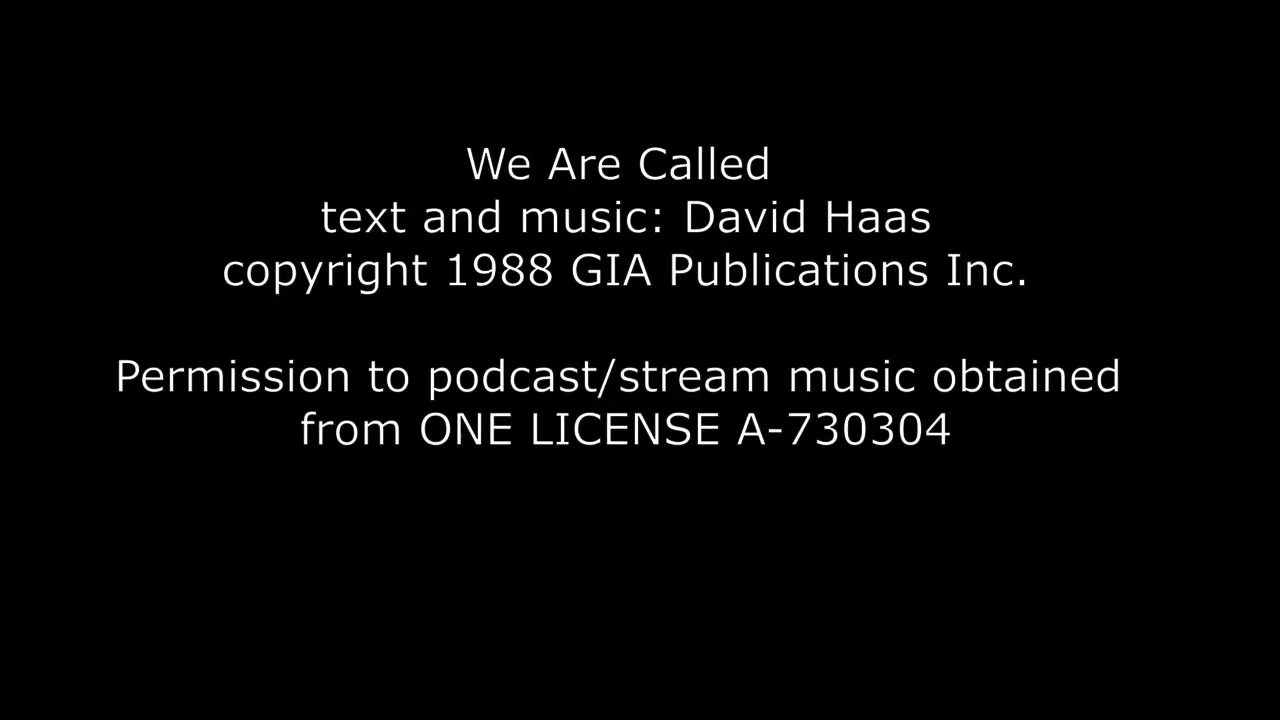 We Are Called
text and music: David Haas
copyright 1988 GIA Publications Inc.
Permission to podcast/stream music obtained
from ONE LICENSE A-730304